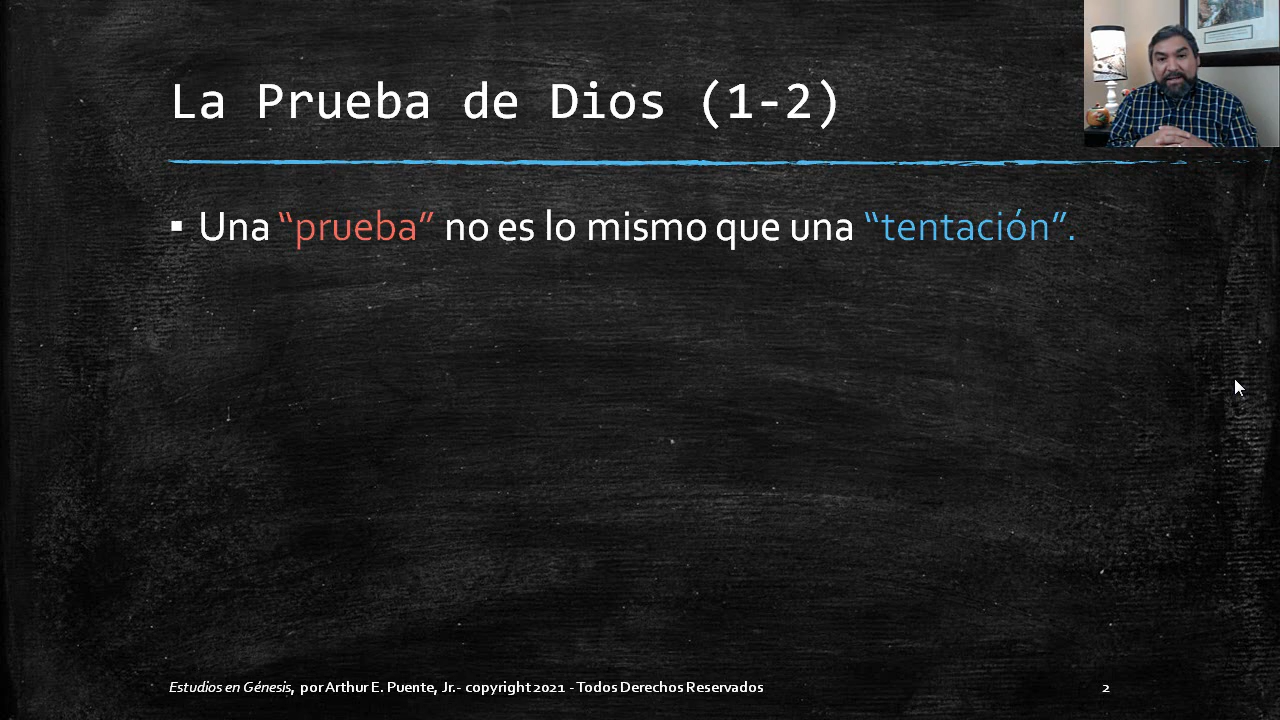 La Prueba de Dios (1-2)
▪ Una “prueba” no es lo mismo que una “tentación”.
Estudios en Génesis, por Arthur E. Puente, Jr.- copyright 2021 - Todos Derechos Reservados
2